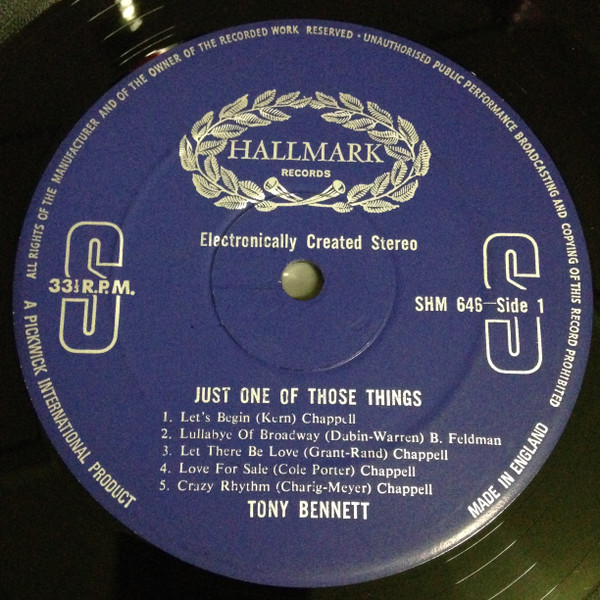 ALL RIGHTS OF THE MANUFACTURER AND OF THE OWNER OF THE RECORDED WORK RESERVED · UNAUTHORISED PUBLIC PERFORMANCE BROADCASTING AND COPYING OF THIS RECORD PROHIBITED
HALLMARK
RECORDS
Electronically Created Stereo
S
33⅓ R.P.M.
S
SHM 646—Side 1
JUST ONE OF THOSE THINGS
1. Let's Begin (Kern) Chappell
2. Lullabye Of Broadway (Dubin-Warren) B. Feldman
3. Let There Be Love (Grant-Rand) Chappell
4. Love For Sale (Cole Porter) Chappell
5. Crazy Rhythm (Charig-Meyer) Chappell
TONY BENNETT
A PICKWICK INTERNATIONAL PRODUCT
MADE IN ENGLAND